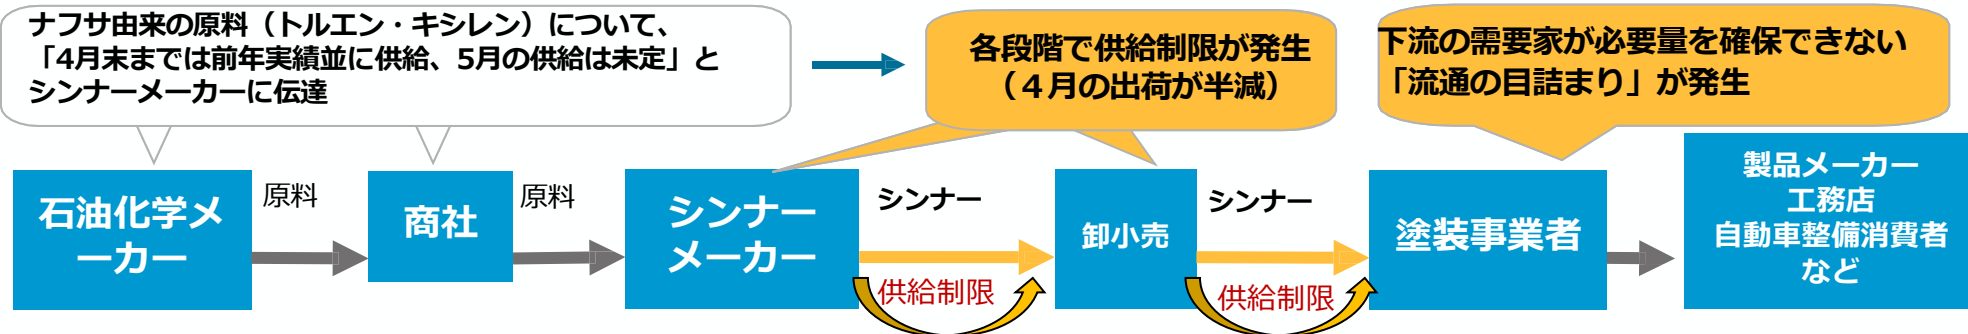 ナフサ由来の原料（トルエン・キシレン）について、
「4月末までは前年実績並に供給、5月の供給は未定」と
シンナーメーカーに伝達
各段階で供給制限が発生
（４月の出荷が半減）
下流の需要家が必要量を確保できない
「流通の目詰まり」が発生
石油化学メ
ーカー
原料
商社
原料
シンナー
メーカー
シンナー
供給制限
卸小売
シンナー
供給制限
塗装事業者
製品メーカー
工務店
自動車整備消費者
など